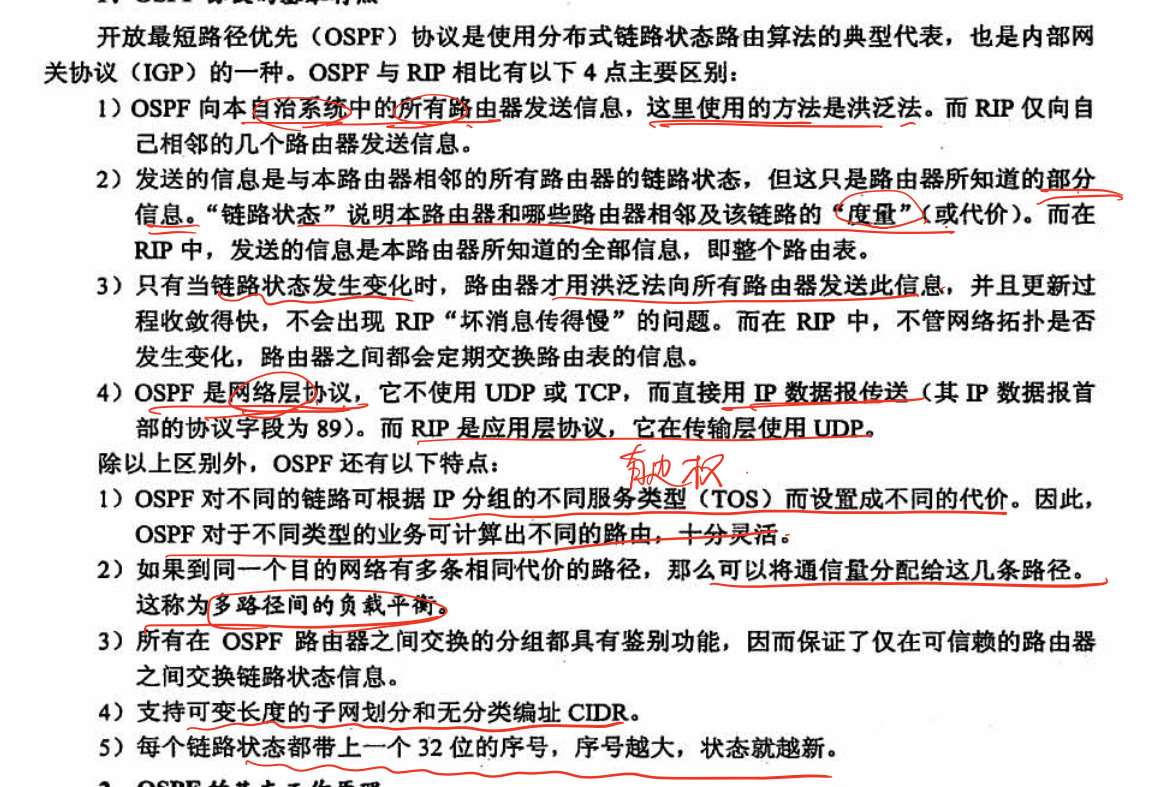 开放最短路径优先（OSPF）协议是使用分布式链路状态路由算法的典型代表，也是内部网
关协议（IGP）的一种。OSPF 与 RIP 相比有以下 4 点主要区别：
1）OSPF 向本自治系统中的所有路由器发送信息，这里使用的方法是洪泛法。而 RIP 仅向自
己相邻的几个路由器发送信息。
2）发送的信息是与本路由器相邻的所有路由器的链路状态，但这只是路由器所知道的部分
信息。“链路状态”说明本路由器和哪些路由器相邻及该链路的“度量”（或代价）。而在
RIP 中，发送的信息是本路由器所知道的全部信息，即整个路由表。
3）只有当链路状态发生变化时，路由器才用洪泛法向所有路由器发送此信息，并且更新过
程收敛得快，不会出现 RIP“坏消息传得慢”的问题。而在 RIP 中，不管网络拓扑是否
发生变化，路由器之间都会定期交换路由表的信息。
4）OSPF 是网络层协议，它不使用 UDP 或 TCP，而直接用 IP 数据报传送（其 IP 数据报首
部的协议字段为 89）。而 RIP 是应用层协议，它在传输层使用 UDP。
除以上区别外，OSPF 还有以下特点：
有边权
1）OSPF 对不同的链路可根据 IP 分组的不同服务类型（TOS）而设置成不同的代价。因此，
OSPF 对于不同类型的业务可计算出不同的路由，十分灵活。
2）如果到同一个目的网络有多条相同代价的路径，那么可以将通信量分配给这几条路径。
这称为多路径间的负载平衡。
3）所有在 OSPF 路由器之间交换的分组都具有鉴别功能，因而保证了仅在可信赖的路由器
之间交换链路状态信息。
4）支持可变长度的子网划分和无分类编址 CIDR。
5）每个链路状态都带上一个 32 位的序号，序号越大，状态就越新。